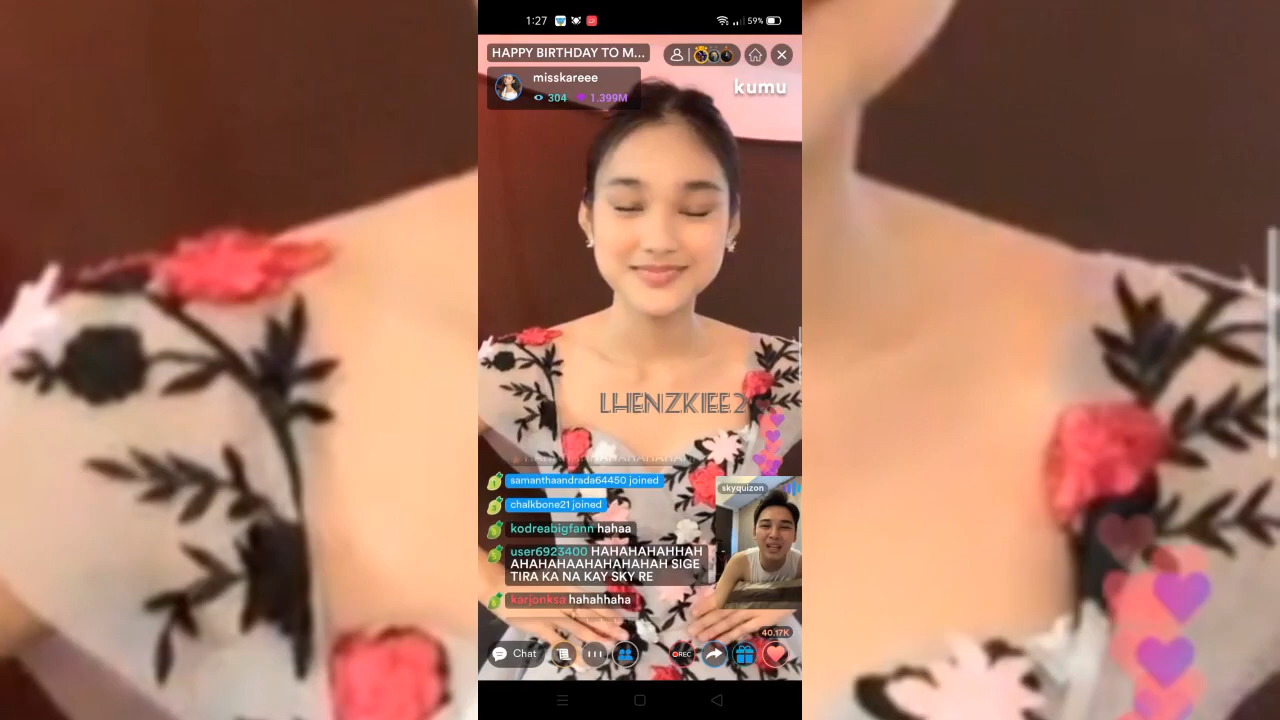 1:27
59%
HAPPY BIRTHDAY TO M...
misskareee
304 1.399M
kumu
LHENZKIEE2
skyquizon
samanthaandrada64450 joined
chalkbone21 joined
kodreabigfann hahaa
user6923400 HAHAHAHAHHAH
AHAHAHAAHAHAHAHAH SIGE
TIRA KA NA KAY SKY RE
karjonksa hahahhaha
40.17K
Chat
REC